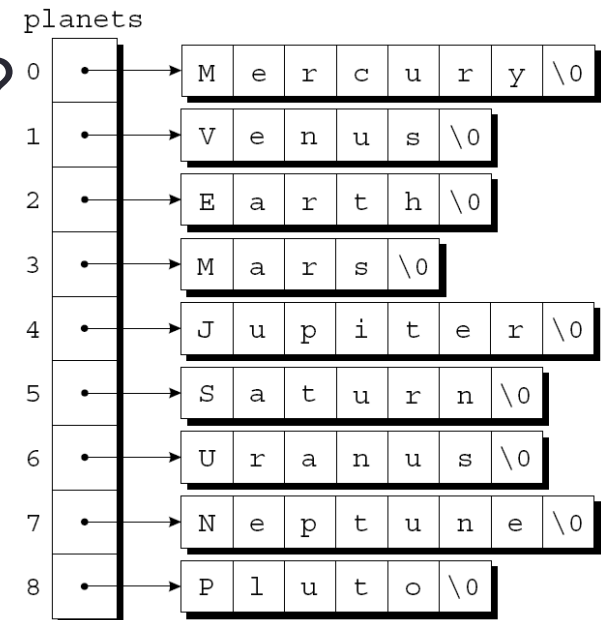 planets
0 M e r c u r y \0
1 V e n u s \0
2 E a r t h \0
3 M a r s \0
4 J u p i t e r \0
5 S a t u r n \0
6 U r a n u s \0
7 N e p t u n e \0
8 P l u t o \0